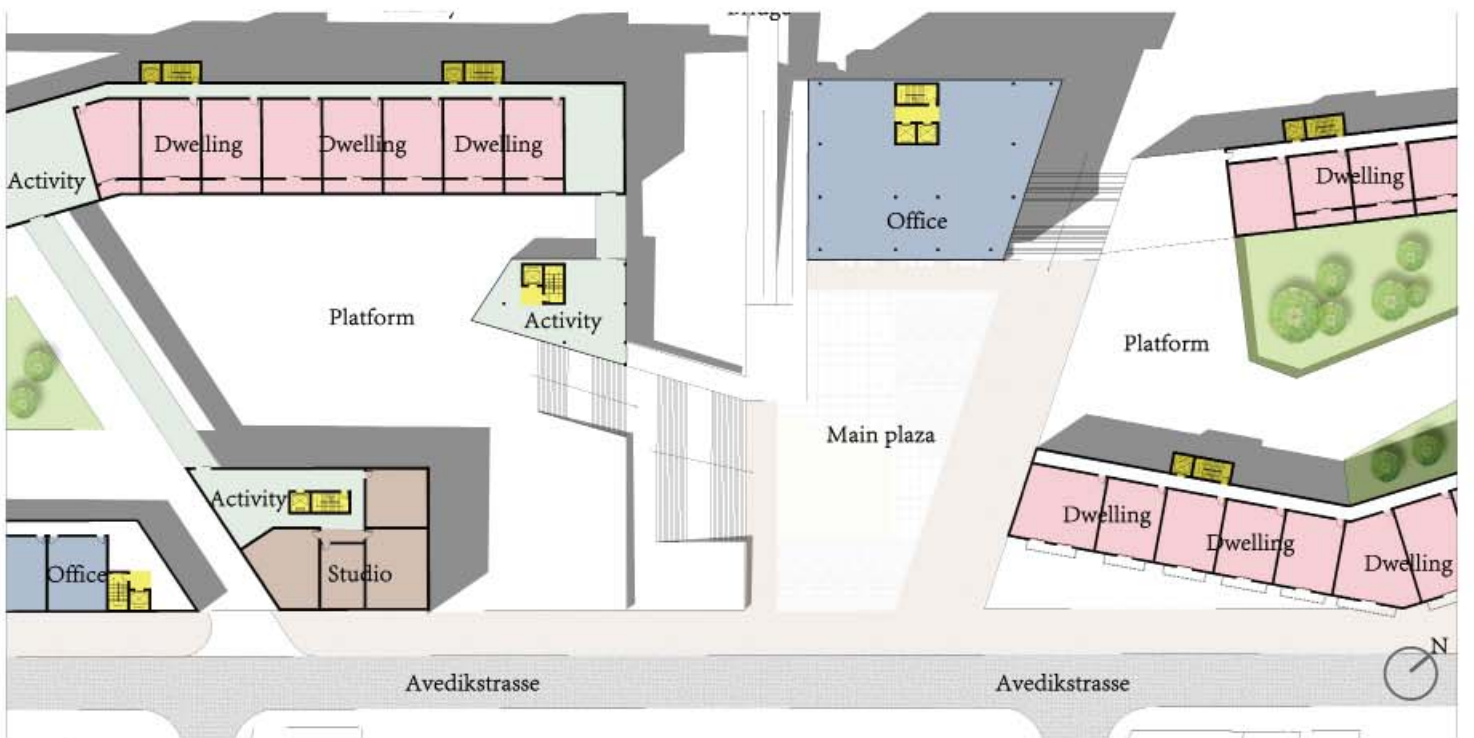 Bridge
Dwelling
Dwelling
Dwelling
Activity
Office
Dwelling
Platform
Activity
Platform
Main plaza
Activity
Dwelling
Dwelling
Dwelling
Office
Studio
N
Avedikstrasse
Avedikstrasse